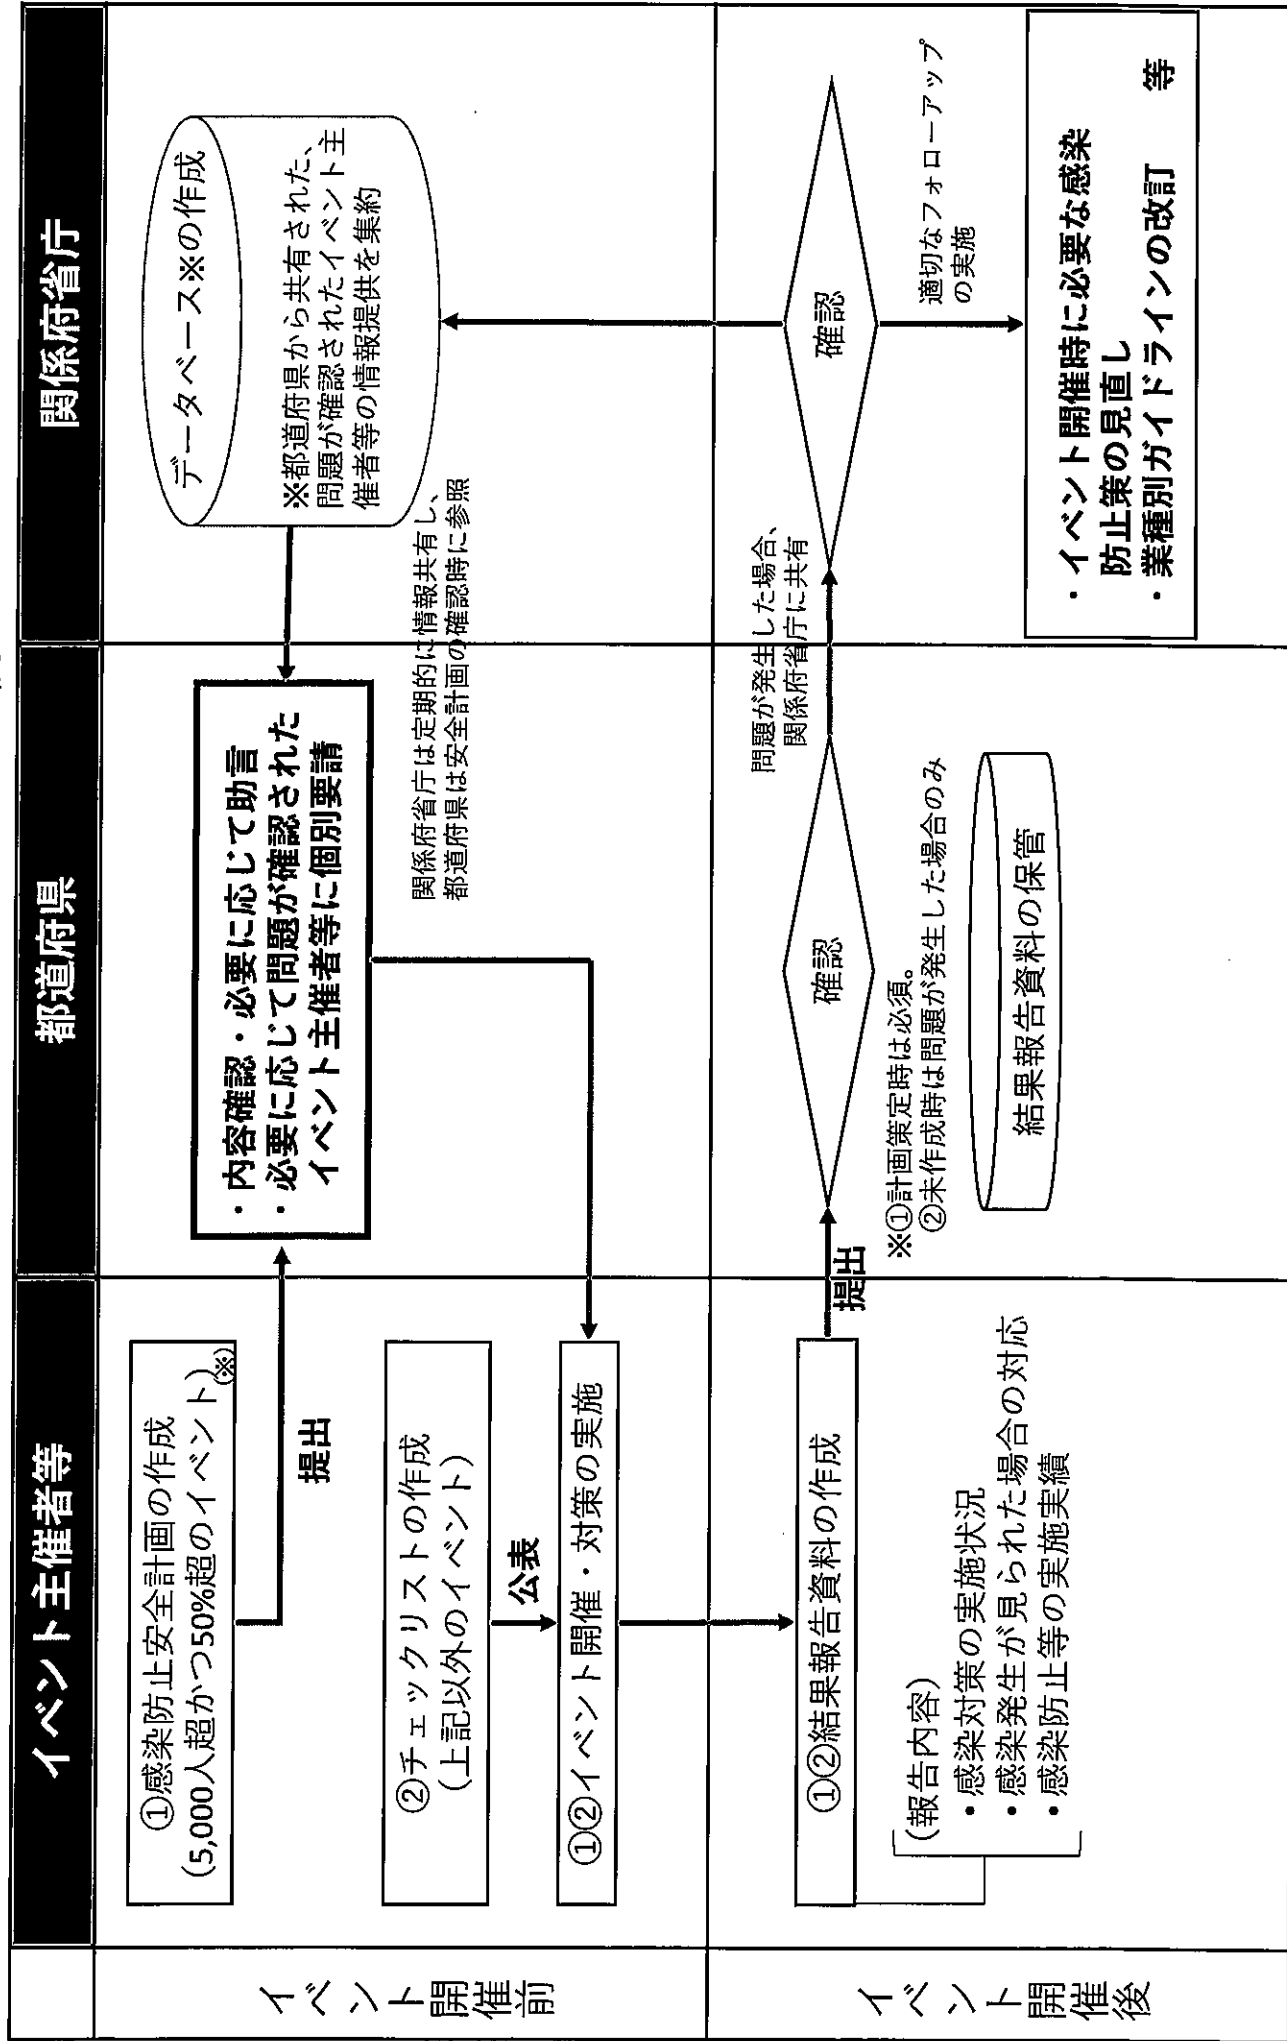 イベント主催者等
都道府県
関係府省庁
イベント開催前
①感染防止安全計画の作成
(5,000人超かつ50%超のイベント)(※)
提出
②チェックリストの作成
(上記以外のイベント)
公表
①②イベント開催・対策の実施
・内容確認・必要に応じて助言
・必要に応じて問題が確認された
イベント主催者等に個別要請
関係府省庁は定期的に情報共有し、
都道府県は安全計画の確認時に参照
データベース※の作成
※都道府県から共有された、
問題が確認されたイベント主
催者等の情報提供を集約
イベント開催後
①②結果報告資料の作成
(報告内容)
・感染対策の実施状況
・感染発生が見られた場合の対応
・感染防止等の実施実績
提出
確認
※①計画策定時は必須。
②未作成時は問題が発生した場合のみ
結果報告資料の保管
問題が発生した場合、
関係府省庁に共有
確認
適切なフォローアップ
の実施
・イベント開催時に必要な感染
防止策の見直し
・業種別ガイドラインの改訂 等